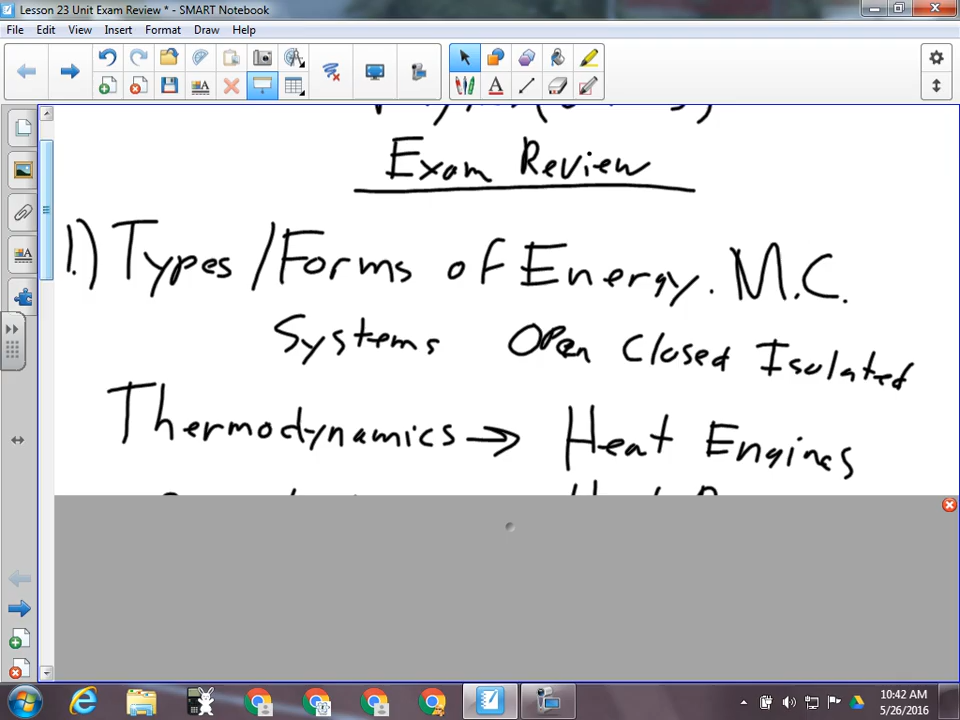 Lesson 23 Unit Exam Review * - SMART Notebook
File Edit View Insert Format Draw Help
Exam Review
1.) Types/Forms of Energy. M.C.
Systems Open Closed Isolated
Thermodynamics → Heat Engines
10:42 AM
5/26/2016